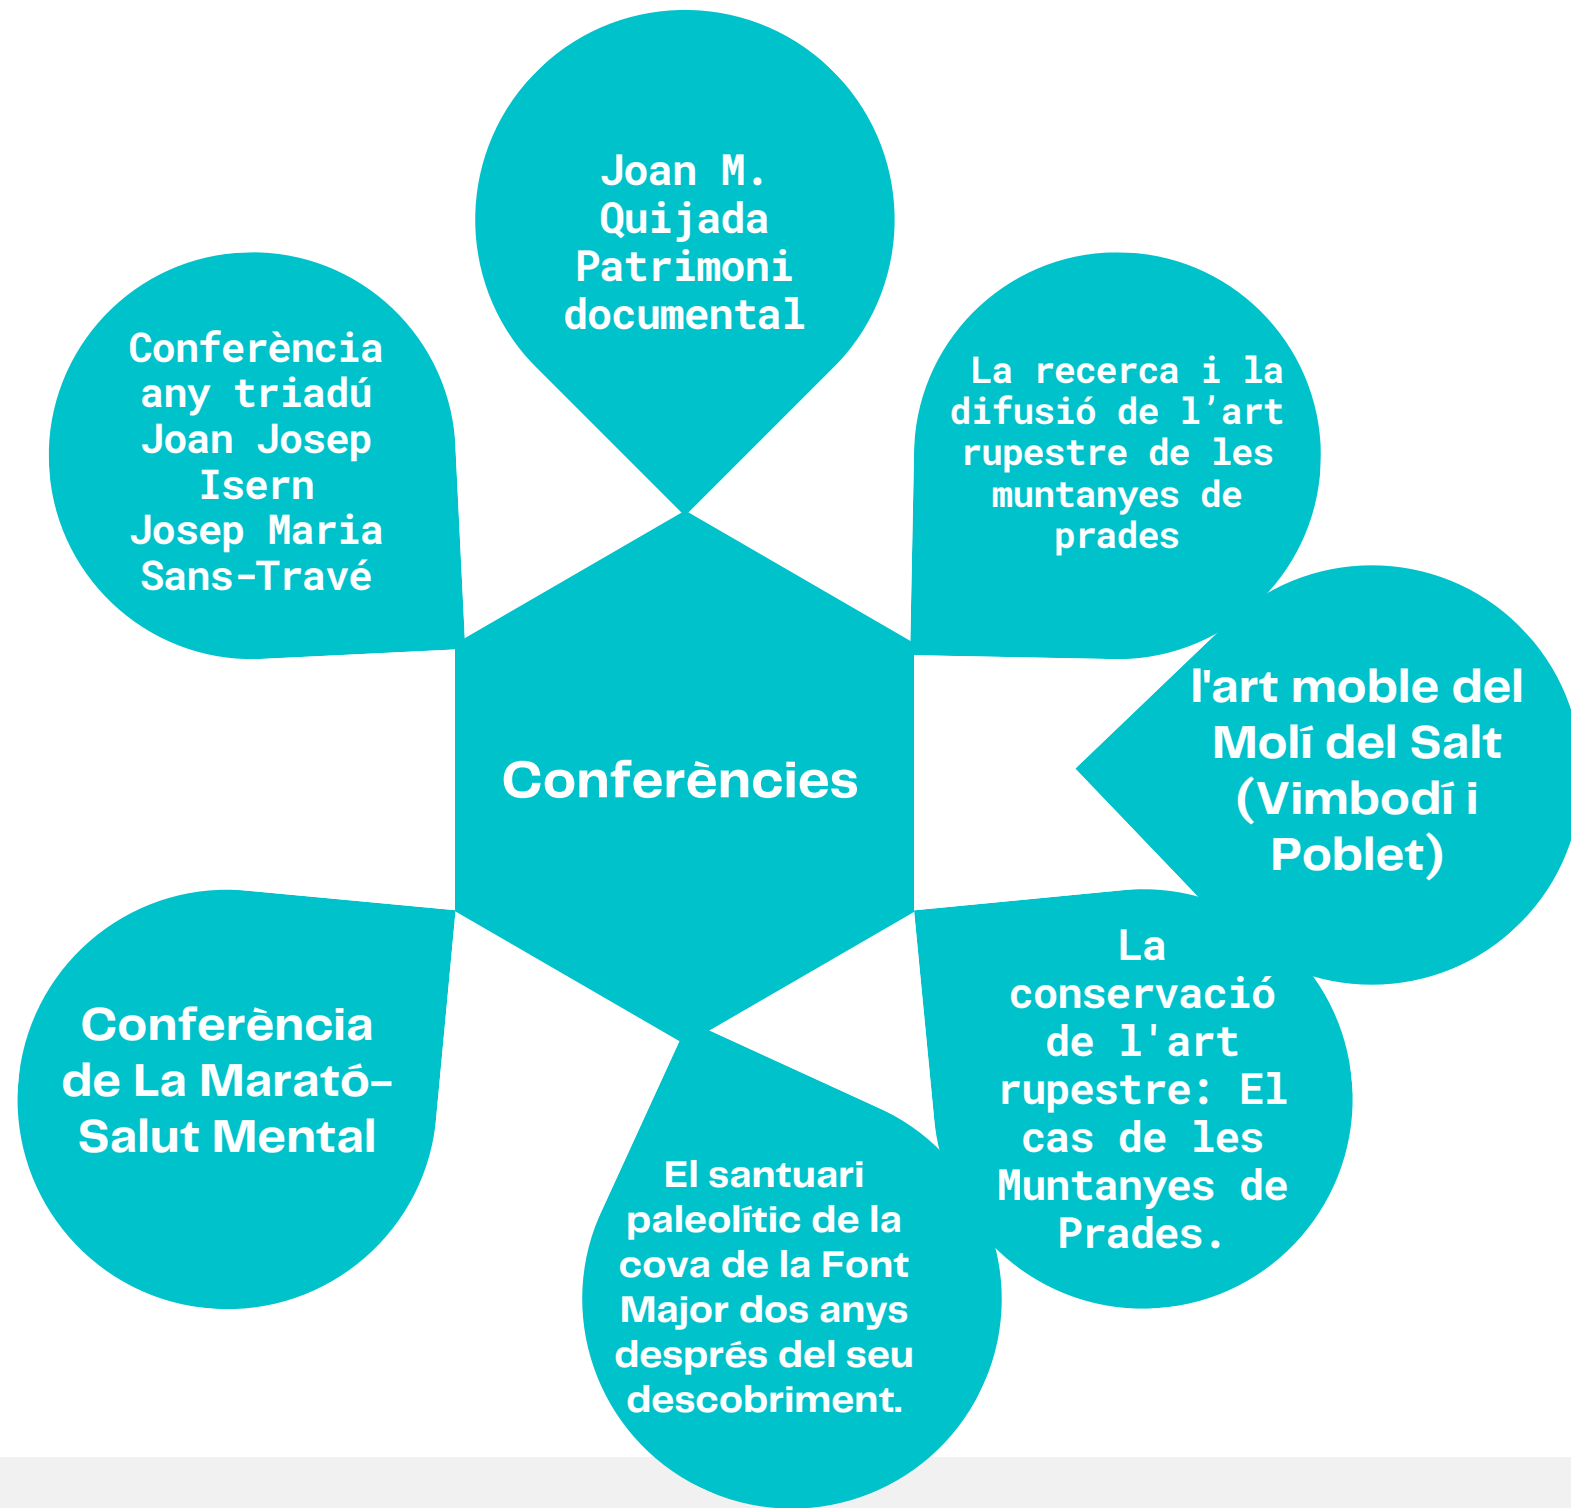 Joan M.
Quijada
Patrimoni
documental
Conferència
any triadú
Joan Josep
Isern
Josep Maria
Sans-Travé
La recerca i la
difusió de l’art
rupestre de les
muntanyes de
prades
l'art moble del
Molí del Salt
(Vimbodí i
Poblet)
Conferències
La
conservació
de l'art
rupestre: El
cas de les
Muntanyes de
Prades.
Conferència
de La Marató-
Salut Mental
El santuari
paleolític de la
cova de la Font
Major dos anys
després del seu
descobriment.